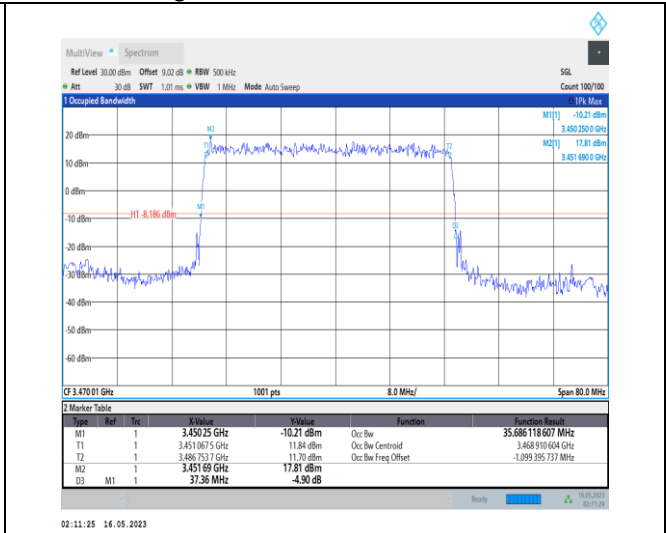 MultiView Spectrum
Ref Level 30.00 dBm Offset 9.02 dB RBW 500 kHz SGL
Att 30 dB SWT 1.01 ms VBW 1 MHz Mode Auto Sweep Count 100/100
1 Occupied Bandwidth 1Pk Max
M1[1] -10.21 dBm
3.450 250 0 GHz
M2[1] 17.81 dBm
3.451 690 0 GHz
M2
20 dBm
T1 T2
10 dBm
0 dBm
M1
H1 -8.186 dBm
-10 dBm
D3
-20 dBm
-30 dBm
-40 dBm
-50 dBm
-60 dBm
CF 3.470 01 GHz 1001 pts 8.0 MHz/ Span 80.0 MHz
2 Marker Table
Type Ref Trc X-Value Y-Value Function Function Result
M1 1 3.450 25 GHz -10.21 dBm Occ Bw 35.686 118 607 MHz
T1 1 3.451 067 5 GHz 11.84 dBm Occ Bw Centroid 3.468 910 604 GHz
T2 1 3.486 753 7 GHz 11.70 dBm Occ Bw Freq Offset -1.099 395 737 MHz
M2 1 3.451 69 GHz 17.81 dBm
D3 M1 1 37.36 MHz -4.90 dB
Ready 16.05.2023
02:11:24
02:11:25 16.05.2023